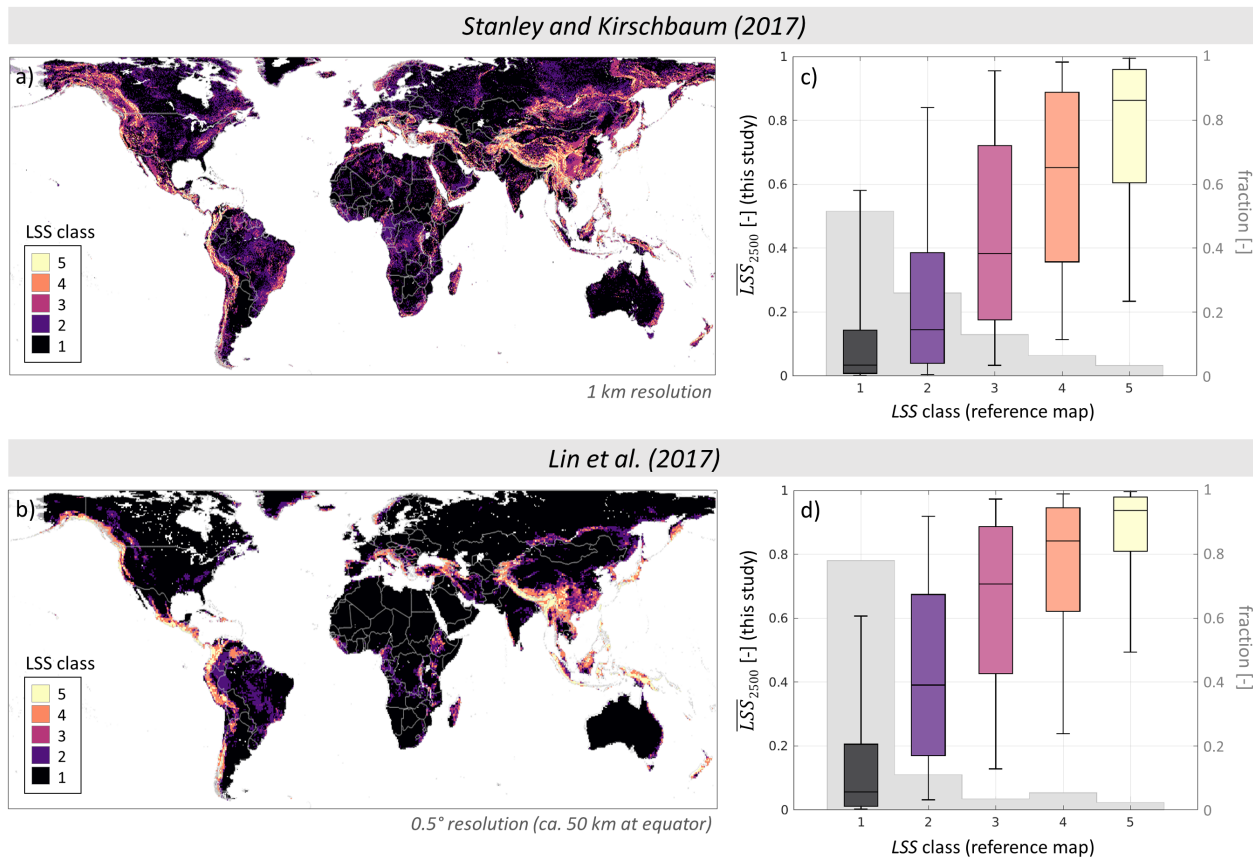 Stanley and Kirschbaum (2017)
a)
LSS class
5
4
3
2
1
1 km resolution
c)
1
0.8
0.6
0.4
0.2
0
LSS2500 [-] (this study)
1
0.8
0.6
0.4
0.2
0
fraction [-]
1 2 3 4 5
LSS class (reference map)
Lin et al. (2017)
b)
LSS class
5
4
3
2
1
0.5° resolution (ca. 50 km at equator)
d)
1
0.8
0.6
0.4
0.2
0
LSS2500 [-] (this study)
1
0.8
0.6
0.4
0.2
0
fraction [-]
1 2 3 4 5
LSS class (reference map)